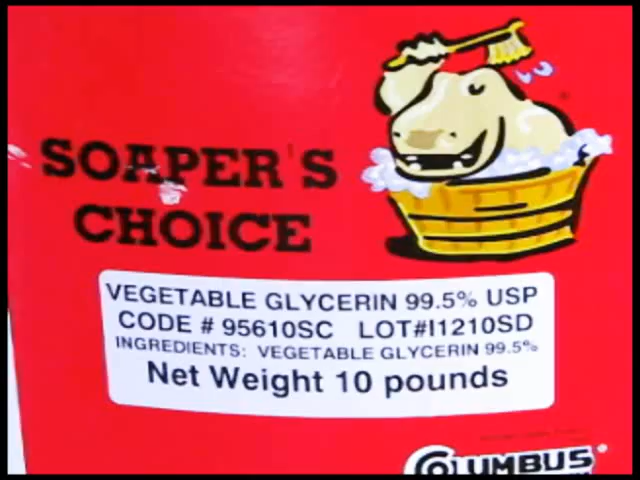 SOAPER'S
CHOICE
VEGETABLE GLYCERIN 99.5% USP
CODE # 95610SC LOT#I1210SD
INGREDIENTS: VEGETABLE GLYCERIN 99.5%
Net Weight 10 pounds
COLUMBUS